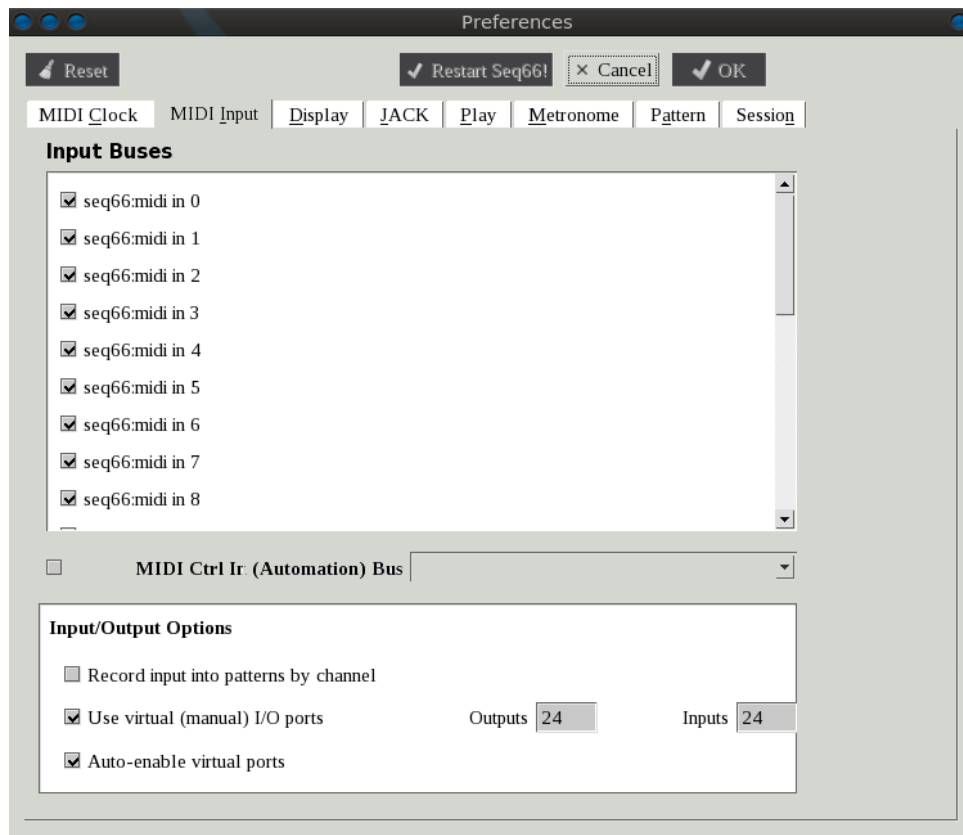 Preferences
Reset Restart Seq66! Cancel OK
MIDI Clock MIDI Input Display JACK Play Metronome Pattern Session
Input Buses
seq66:midi in 0
seq66:midi in 1
seq66:midi in 2
seq66:midi in 3
seq66:midi in 4
seq66:midi in 5
seq66:midi in 6
seq66:midi in 7
seq66:midi in 8
MIDI Ctrl In (Automation) Bus
Input/Output Options
Record input into patterns by channel
Use virtual (manual) I/O ports Outputs 24 Inputs 24
Auto-enable virtual ports